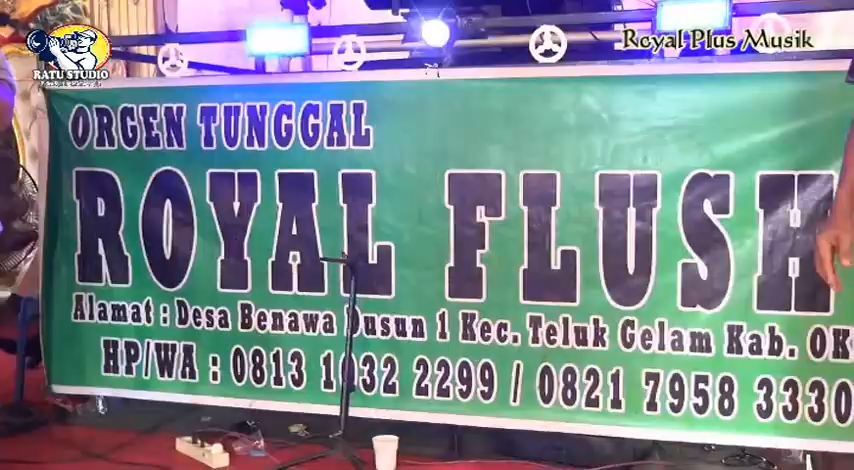 RATU STUDIO
Royal Plus Musik
ORGEN TUNGGAL
ROYAL FLUSH
Alamat : Desa Benawa Dusun 1 Kec. Teluk Gelam Kab. OK
HP/WA : 0813 1032 2299 / 0821 7958 3330